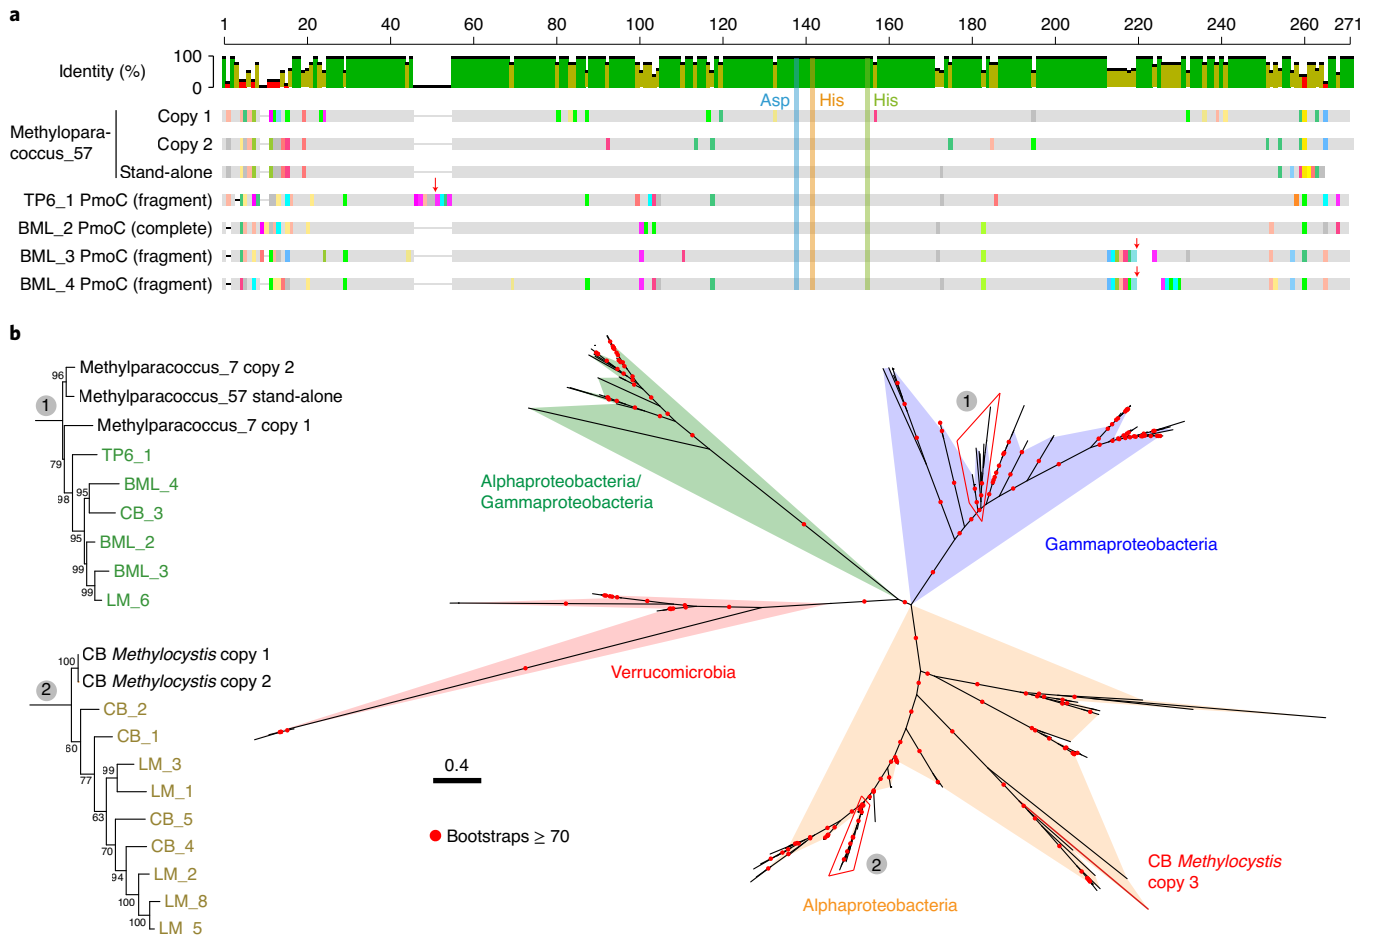 a
1 20 40 60 80 100 120 140 160 180 200 220 240 260 271
100
Identity (%)
0
Asp His His
Methylopara-
coccus_57
Copy 1
Copy 2
Stand-alone
TP6_1 PmoC (fragment)
BML_2 PmoC (complete)
BML_3 PmoC (fragment)
BML_4 PmoC (fragment)
b
96
Methylparacoccus_7 copy 2
1
Methylparacoccus_57 stand-alone
Methylparacoccus_7 copy 1
79
TP6_1
98
95
BML_4
CB_3
95
BML_2
99
BML_3
99
LM_6
100
CB Methylocystis copy 1
2
CB Methylocystis copy 2
CB_2
60
CB_1
77
99
LM_3
LM_1
63
CB_5
70
CB_4
94
LM_2
100
LM_8
100
LM_5
Alphaproteobacteria/
Gammaproteobacteria
1
Gammaproteobacteria
Verrucomicrobia
0.4
Bootstraps ≥ 70
2
Alphaproteobacteria
CB Methylocystis
copy 3